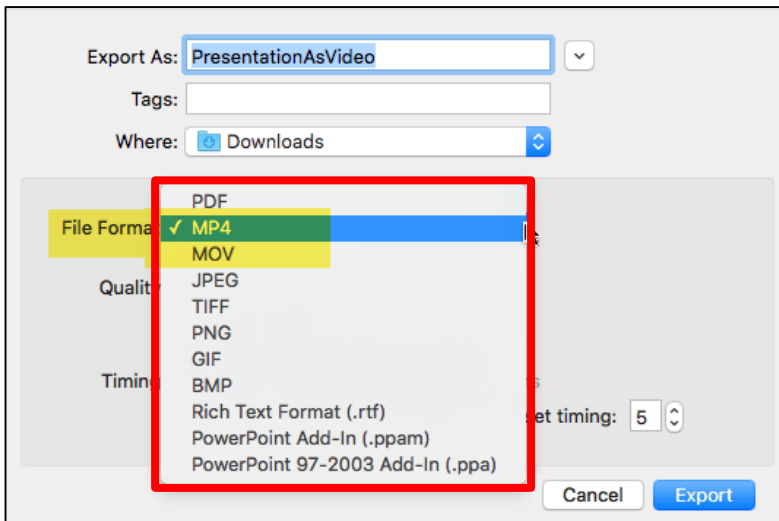 Export As: PresentationAsVideo
Tags:
Where: Downloads
PDF
File Format ✓ MP4
MOV
Quality JPEG
TIFF
PNG
GIF
Timing BMP
Rich Text Format (.rtf)
et timing: 5
PowerPoint Add-In (.ppam)
PowerPoint 97-2003 Add-In (.ppa)
Cancel Export